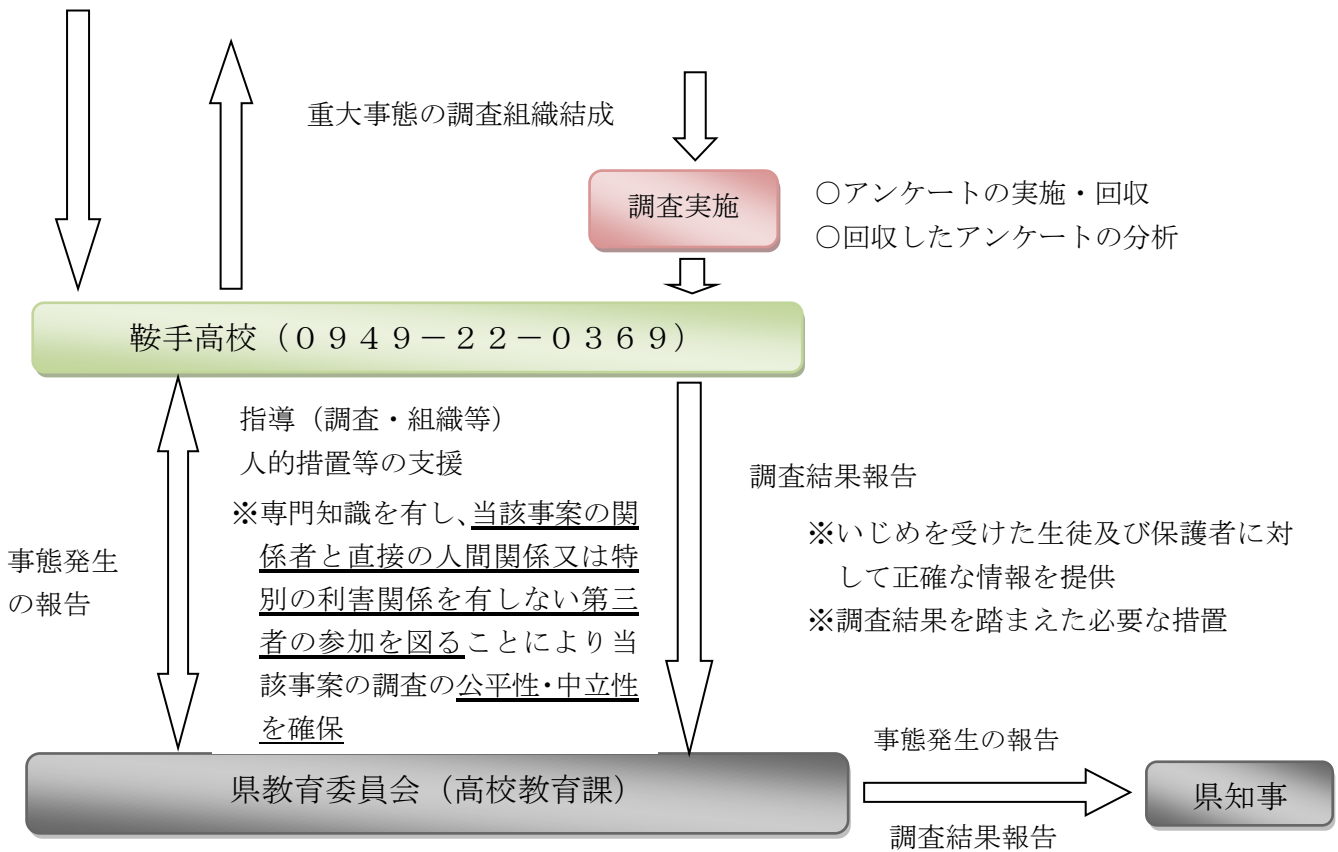 重大事態の調査組織結成
調査実施
○アンケートの実施・回収
○回収したアンケートの分析
鞍手高校（０９４９－２２－０３６９）
指導（調査・組織等）
人的措置等の支援
※専門知識を有し、当該事案の関
係者と直接の人間関係又は特
別の利害関係を有しない第三
者の参加を図ることにより当
該事案の調査の公平性・中立性
を確保
事態発生
の報告
調査結果報告
※いじめを受けた生徒及び保護者に対
して正確な情報を提供
※調査結果を踏まえた必要な措置
県教育委員会（高校教育課）
事態発生の報告
調査結果報告
県知事